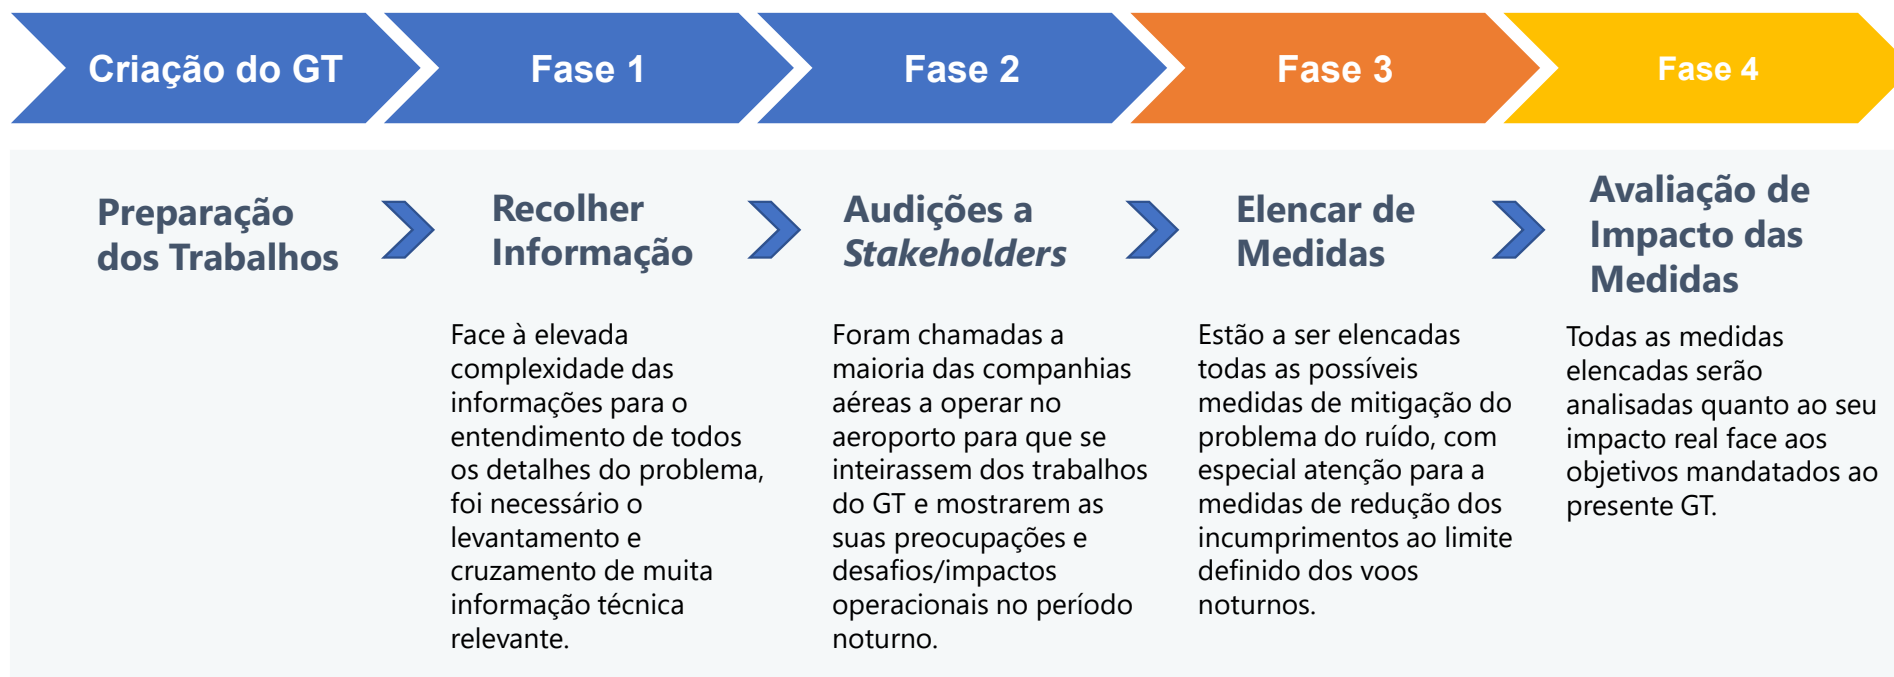 Criação do GT
Fase 1
Fase 2
Fase 3
Fase 4
Preparação
dos Trabalhos
Recolher
Informação
Face à elevada
complexidade das
informações para o
entendimento de todos
os detalhes do problema,
foi necessário o
levantamento e
cruzamento de muita
informação técnica
relevante.
Audições a
Stakeholders
Foram chamadas a
maioria das companhias
aéreas a operar no
aeroporto para que se
inteirassem dos trabalhos
do GT e mostrarem as
suas preocupações e
desafios/impactos
operacionais no período
noturno.
Elencar de
Medidas
Estão a ser elencadas
todas as possíveis
medidas de mitigação do
problema do ruído, com
especial atenção para a
medidas de redução dos
incumprimentos ao limite
definido dos voos
noturnos.
Avaliação de
Impacto das
Medidas
Todas as medidas
elencadas serão
analisadas quanto ao seu
impacto real face aos
objetivos mandatados ao
presente GT.